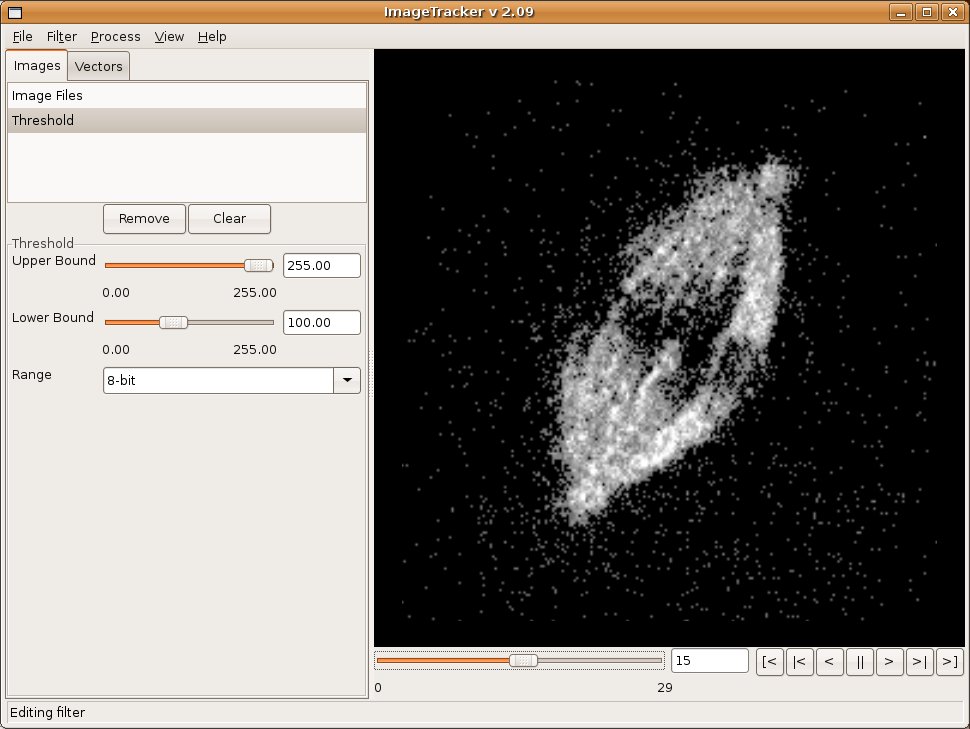 ImageTracker v 2.09
File Filter Process View Help
Images Vectors
Image Files
Threshold
Remove Clear
Threshold
Upper Bound 255.00
0.00 255.00
Lower Bound 100.00
0.00 255.00
Range 8-bit
15 [< |< < || > >| >]
0 29
Editing filter